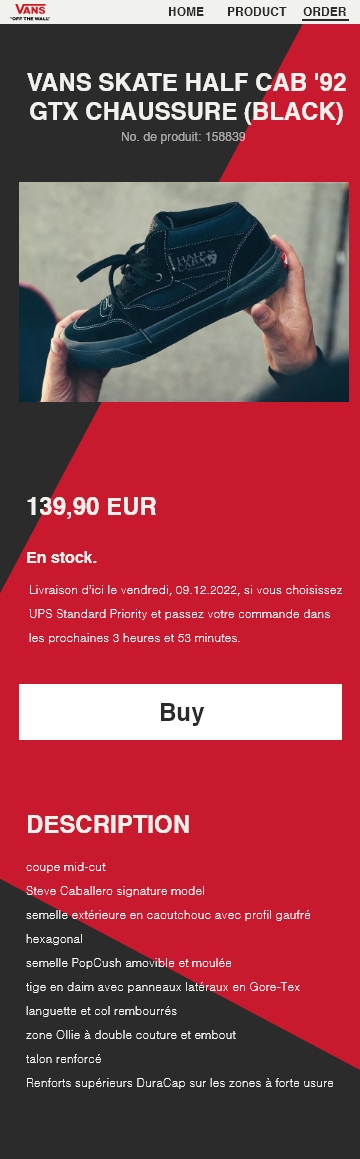 VANS
"OFF THE WALL"
HOME PRODUCT ORDER
VANS SKATE HALF CAB '92
GTX CHAUSSURE (BLACK)
No. de produit: 158839
139,90 EUR
En stock.
Livraison d'ici le vendredi, 09.12.2022, si vous choisissez
UPS Standard Priority et passez votre commande dans
les prochaines 3 heures et 53 minutes.
Buy
DESCRIPTION
coupe mid-cut
Steve Caballero signature model
semelle extérieure en caoutchouc avec profil gaufré
hexagonal
semelle PopCush amovible et moulée
tige en daim avec panneaux latéraux en Gore-Tex
languette et col rembourrés
zone Ollie à double couture et embout
talon renforcé
Renforts supérieurs DuraCap sur les zones à forte usure